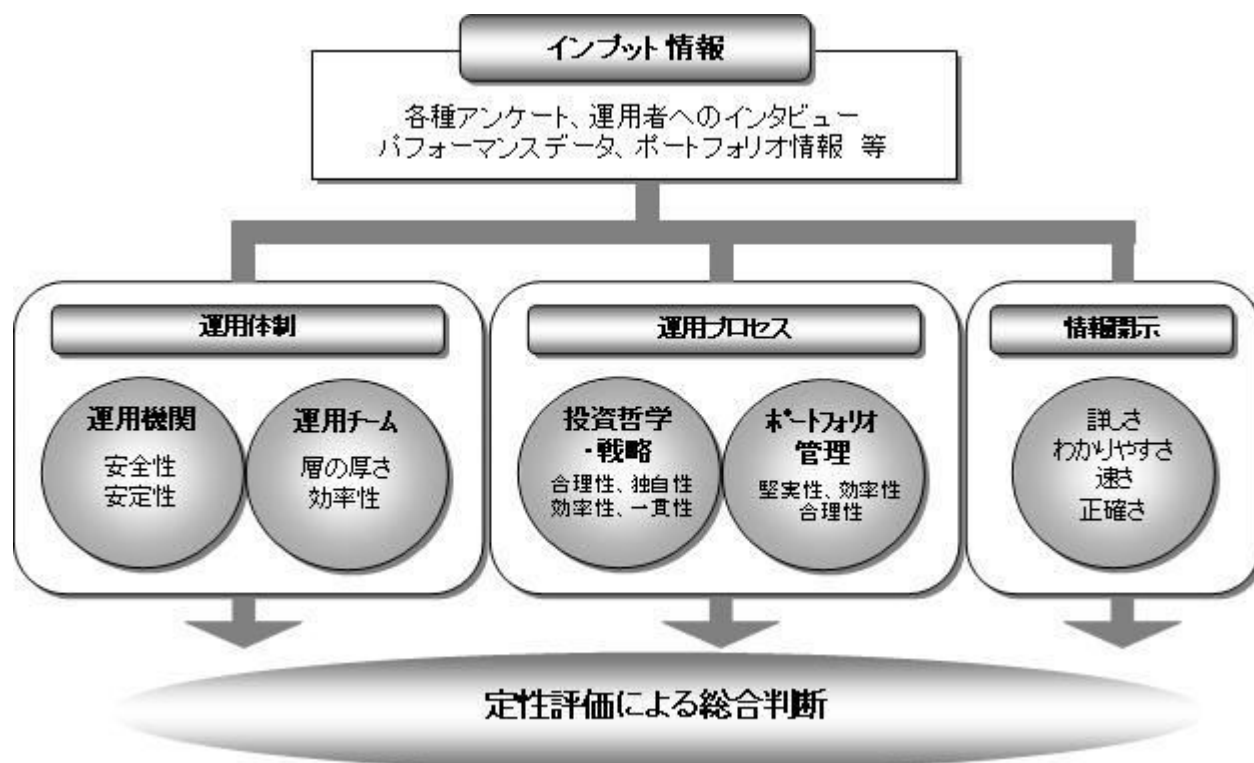 インプット情報
各種アンケート、運用者へのインタビュー
パフォーマンスデータ、ポートフォリオ情報 等
運用体制
運用機関
安全性
安定性
運用チーム
層の厚さ
効率性
運用プロセス
投資哲学
・戦略
合理性、独自性
効率性、一貫性
ポートフォリオ
管理
堅実性、効率性
合理性
情報開示
詳しさ
わかりやすさ
速さ
正確さ
定性評価による総合判断